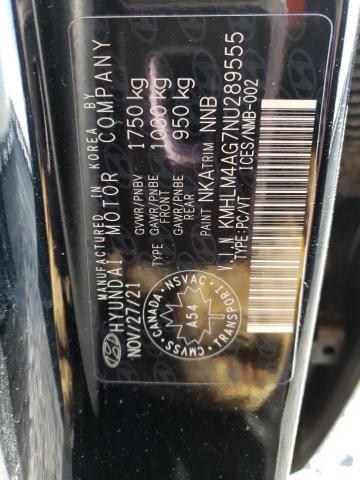 MANUFACTURED IN KOREA BY
HYUNDAI MOTOR COMPANY
NOV/27/21
GVWR/PNBV 1750 kg
TYPE GAWR/PNBE FRONT 1030 kg
GAWR/PNBE REAR 950 kg
PAINT NKA TRIM NNB
V.I.N KMHLM4AG7NU289555
TYPE:PC/VT ICES/NMB-002
CANADA
NSVAC
A54
CMVSS
TRANSPORT